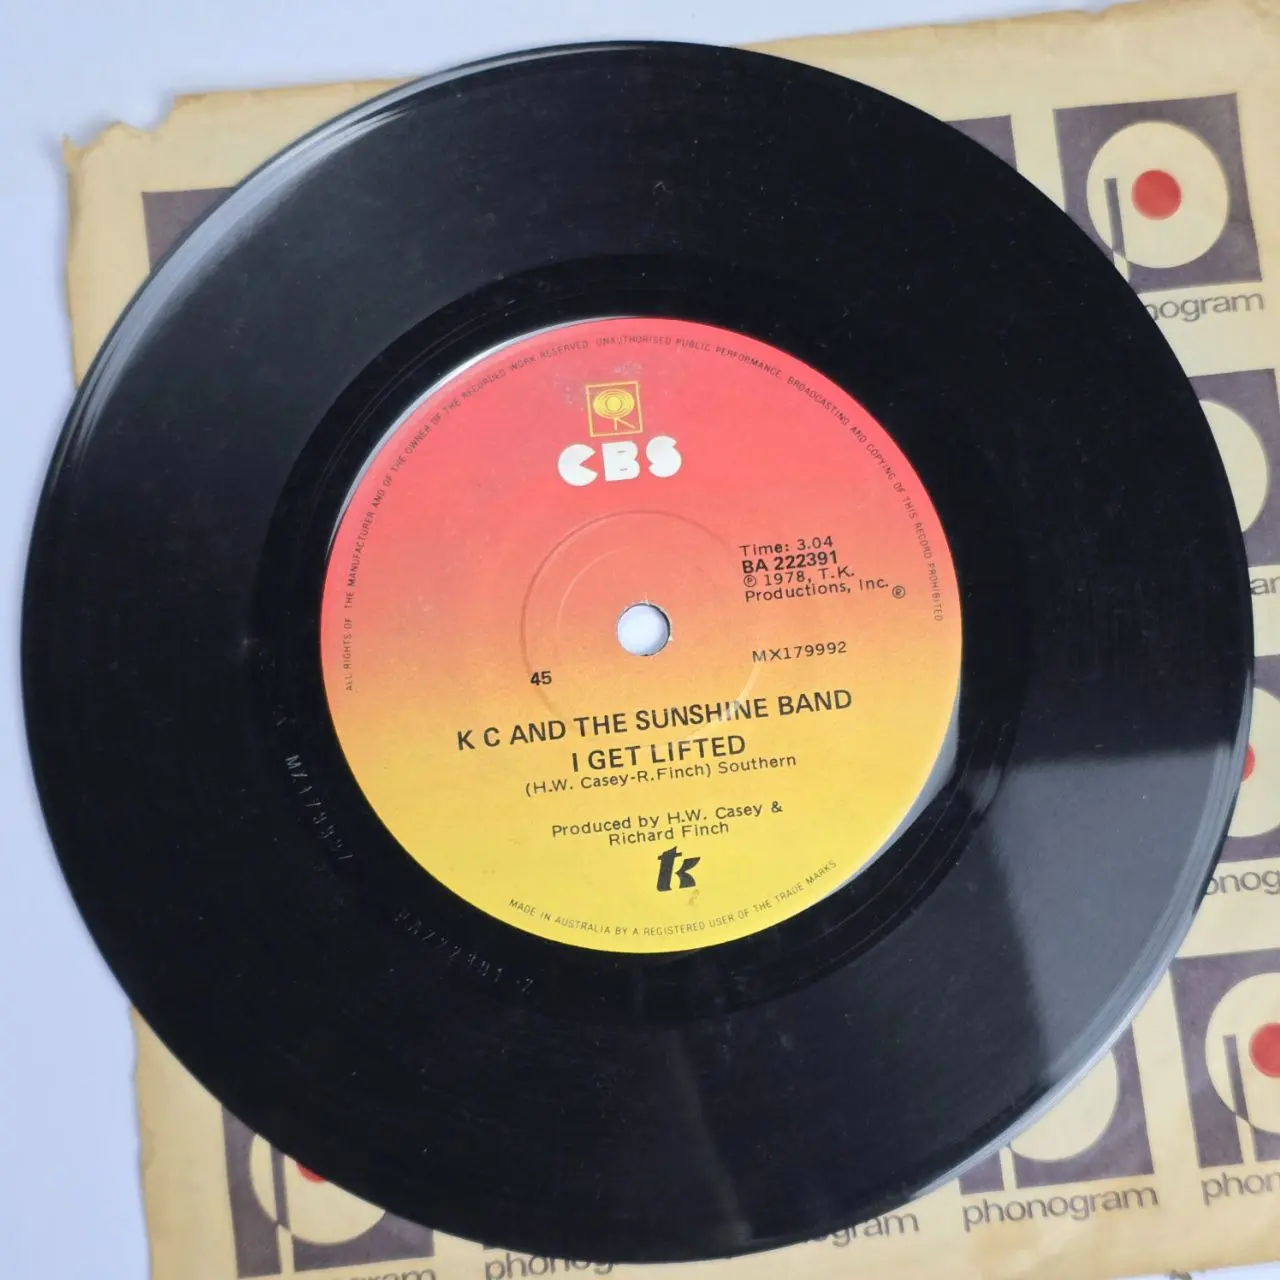 ALL RIGHTS OF THE MANUFACTURER AND OF THE OWNER OF THE RECORDED WORK RESERVED. UNAUTHORISED PUBLIC PERFORMANCE, BROADCASTING AND COPYING OF THIS RECORD PROHIBITED
CBS
Time: 3.04
BA 222391
℗ 1978, T.K.
Productions, Inc. ®
MX179992
45
K C AND THE SUNSHINE BAND
I GET LIFTED
(H.W. Casey-R.Finch) Southern
Produced by H.W. Casey &
Richard Finch
tk
MADE IN AUSTRALIA BY A REGISTERED USER OF THE TRADE MARKS
phonogram